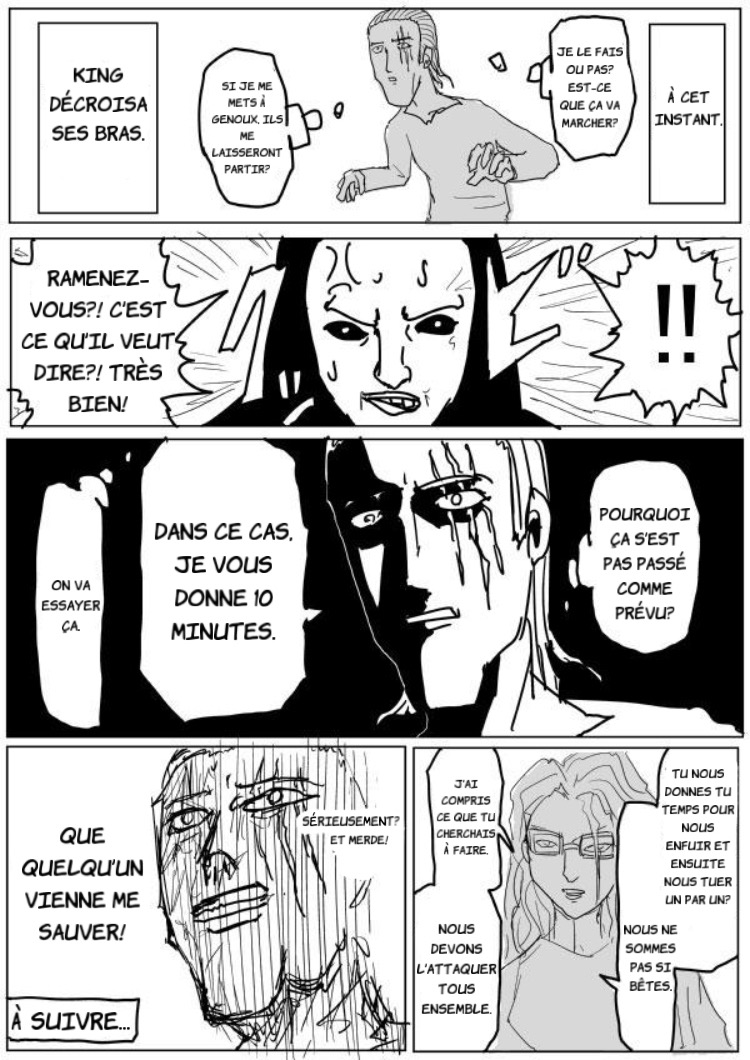 À CET
INSTANT.
JE LE FAIS
OU PAS?
EST-CE
QUE ÇA VA
MARCHER?
SI JE ME
METS À
GENOUX, ILS
ME
LAISSERONT
PARTIR?
KING
DÉCROISA
SES BRAS.
!!
RAMENEZ-
VOUS?! C'EST
CE QU'IL VEUT
DIRE?! TRÈS
BIEN!
POURQUOI
ÇA S'EST
PAS PASSÉ
COMME
PRÉVU?
DANS CE CAS,
JE VOUS
DONNE 10
MINUTES.
ON VA
ESSAYER
ÇA.
TU NOUS
DONNES TU
TEMPS POUR
NOUS
ENFUIR ET
ENSUITE
NOUS TUER
UN PAR UN?
NOUS NE
SOMMES
PAS SI
BÊTES.
J'AI
COMPRIS
CE QUE TU
CHERCHAIS
À FAIRE.
NOUS
DEVONS
L'ATTAQUER
TOUS
ENSEMBLE.
SÉRIEUSEMENT?
ET MERDE!
QUE
QUELQU'UN
VIENNE ME
SAUVER!
À SUIVRE...